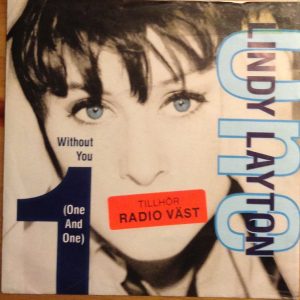 Without
You
1
(One
And
One)
LINDY LAYTON
one
TILLHÖR
RADIO VÄST